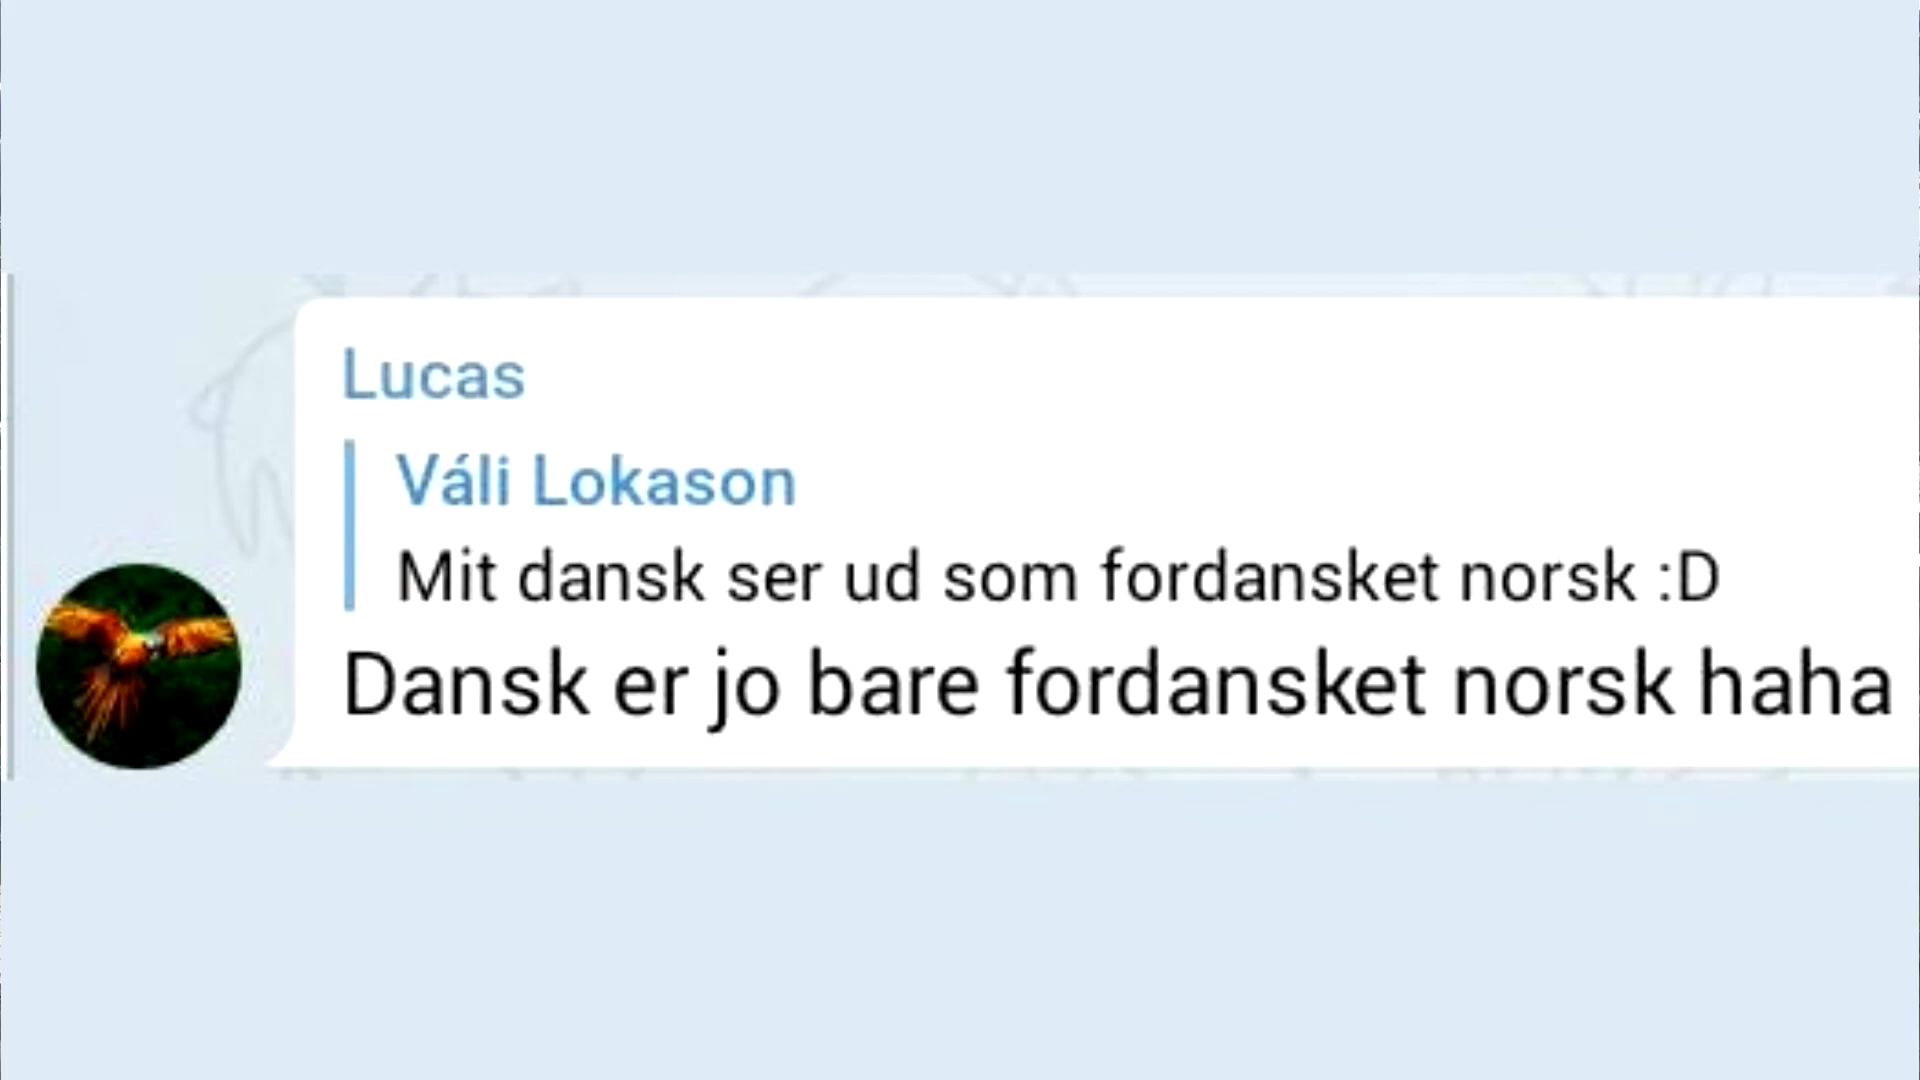 Lucas
Váli Lokason
Mit dansk ser ud som fordansket norsk :D
Dansk er jo bare fordansket norsk haha